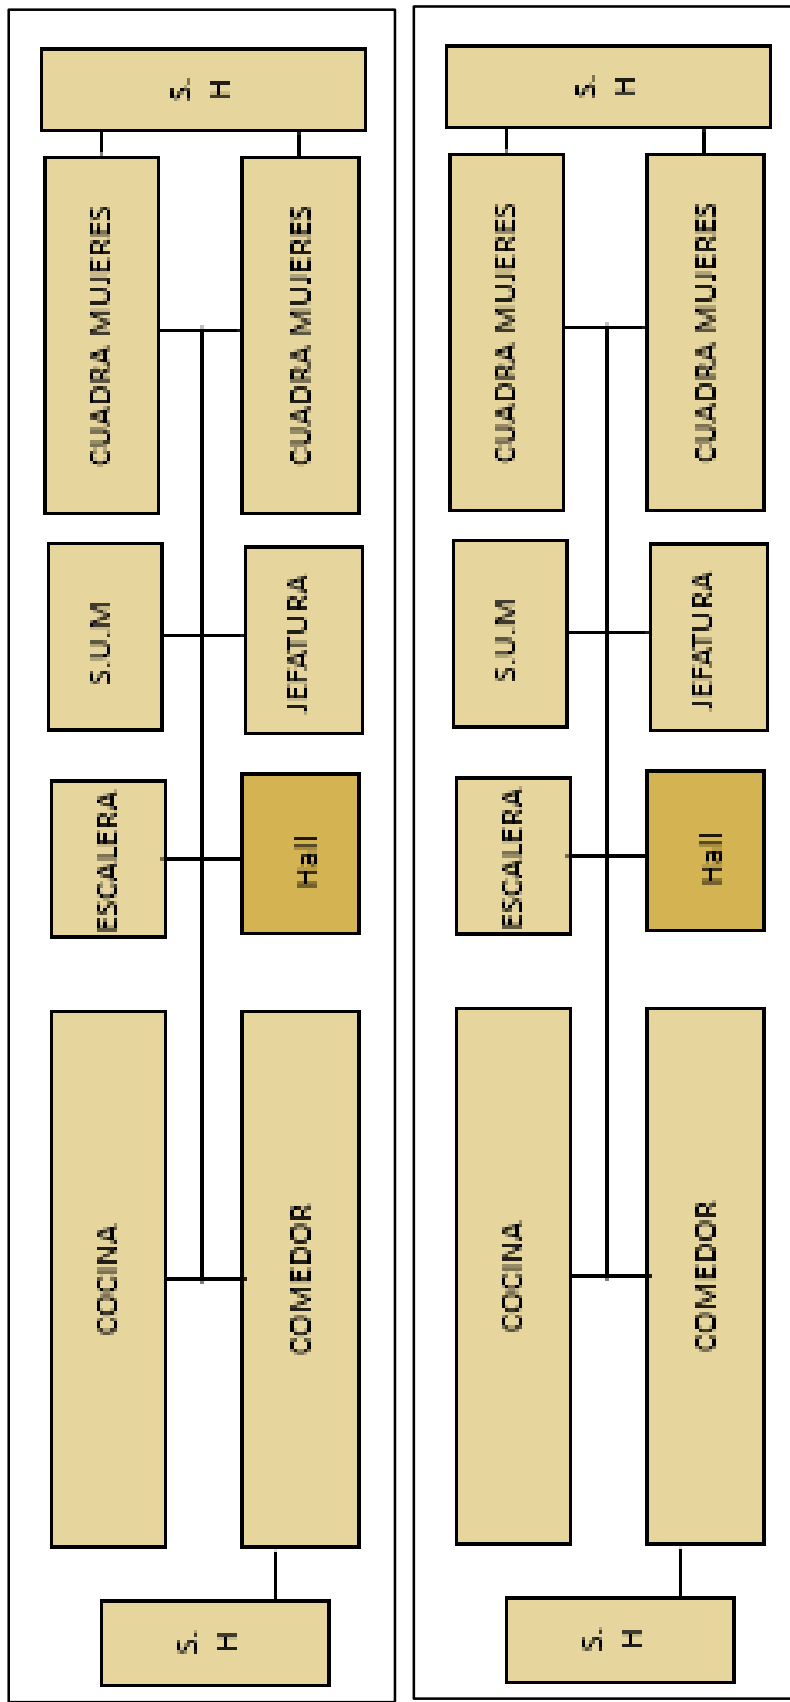 S. H
CUADRA MUJERES
CUADRA MUJERES
S.U.M
JEFATURA
ESCALERA
Hall
COCINA
COMEDOR
S. H
S. H
CUADRA MUJERES
CUADRA MUJERES
S.U.M
JEFATURA
ESCALERA
Hall
COCINA
COMEDOR
S. H